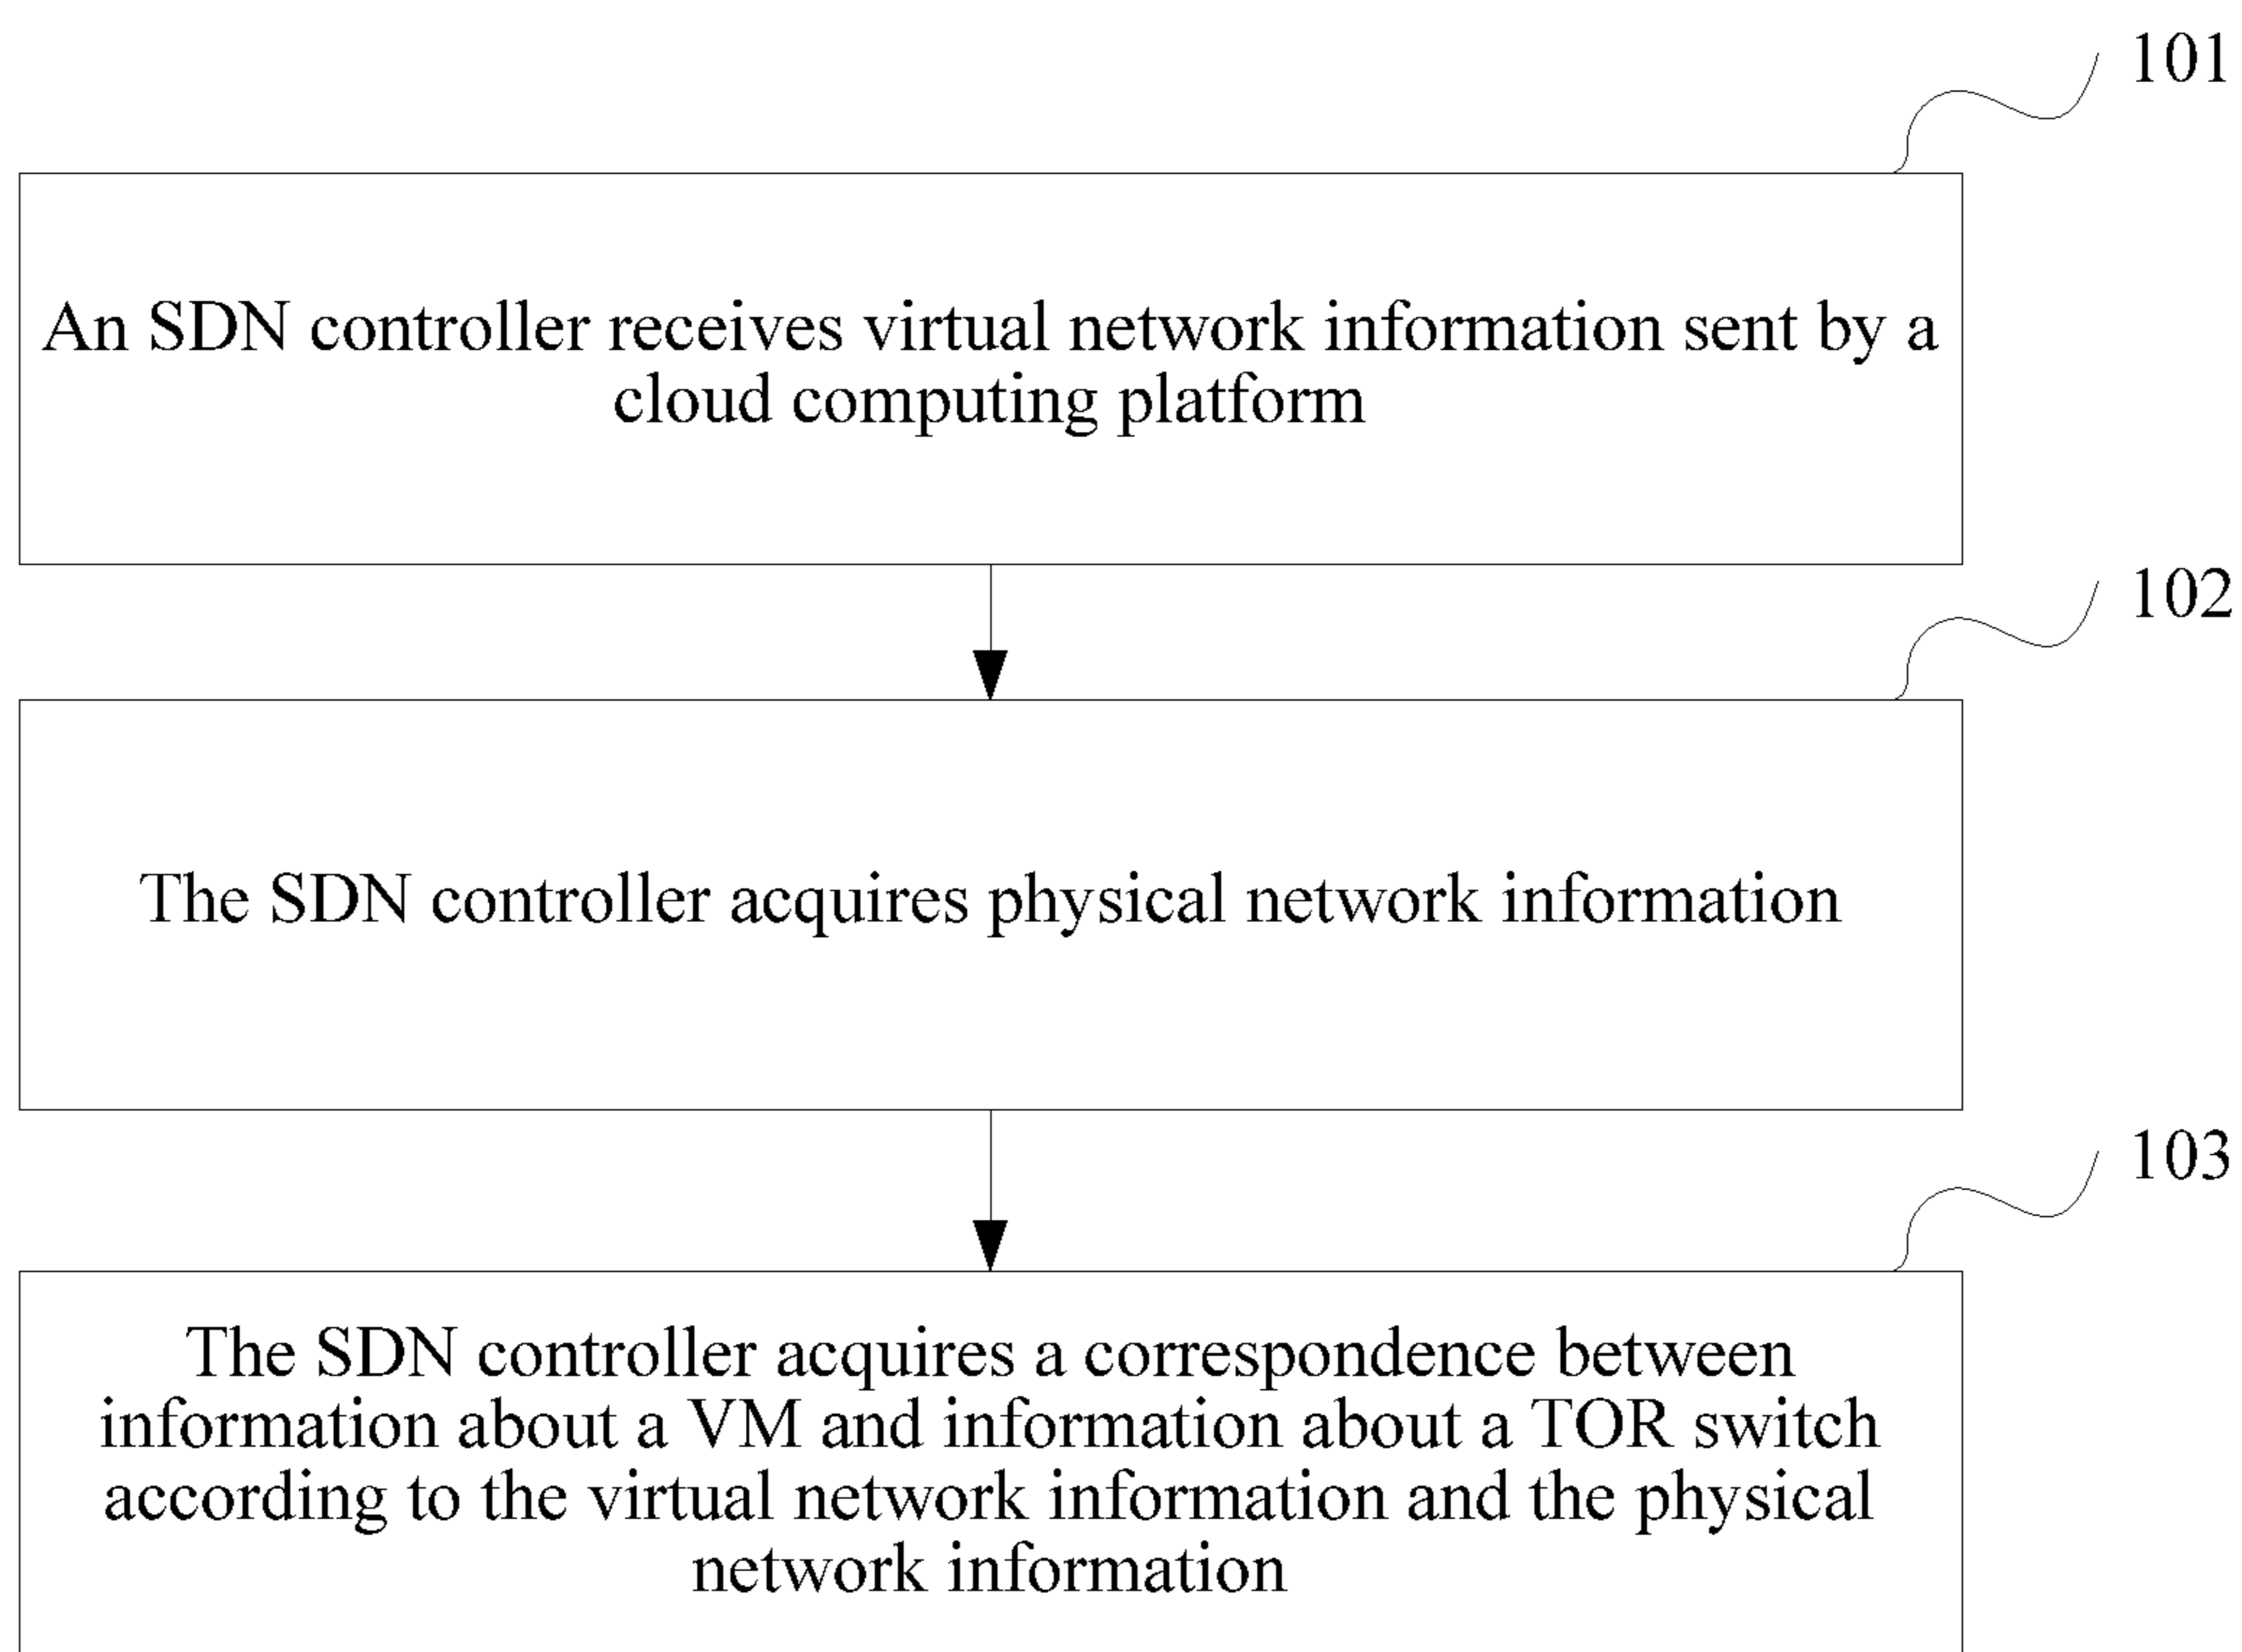 101
An SDN controller receives virtual network information sent by a
cloud computing platform
102
The SDN controller acquires physical network information
103
The SDN controller acquires a correspondence between
information about a VM and information about a TOR switch
according to the virtual network information and the physical
network information